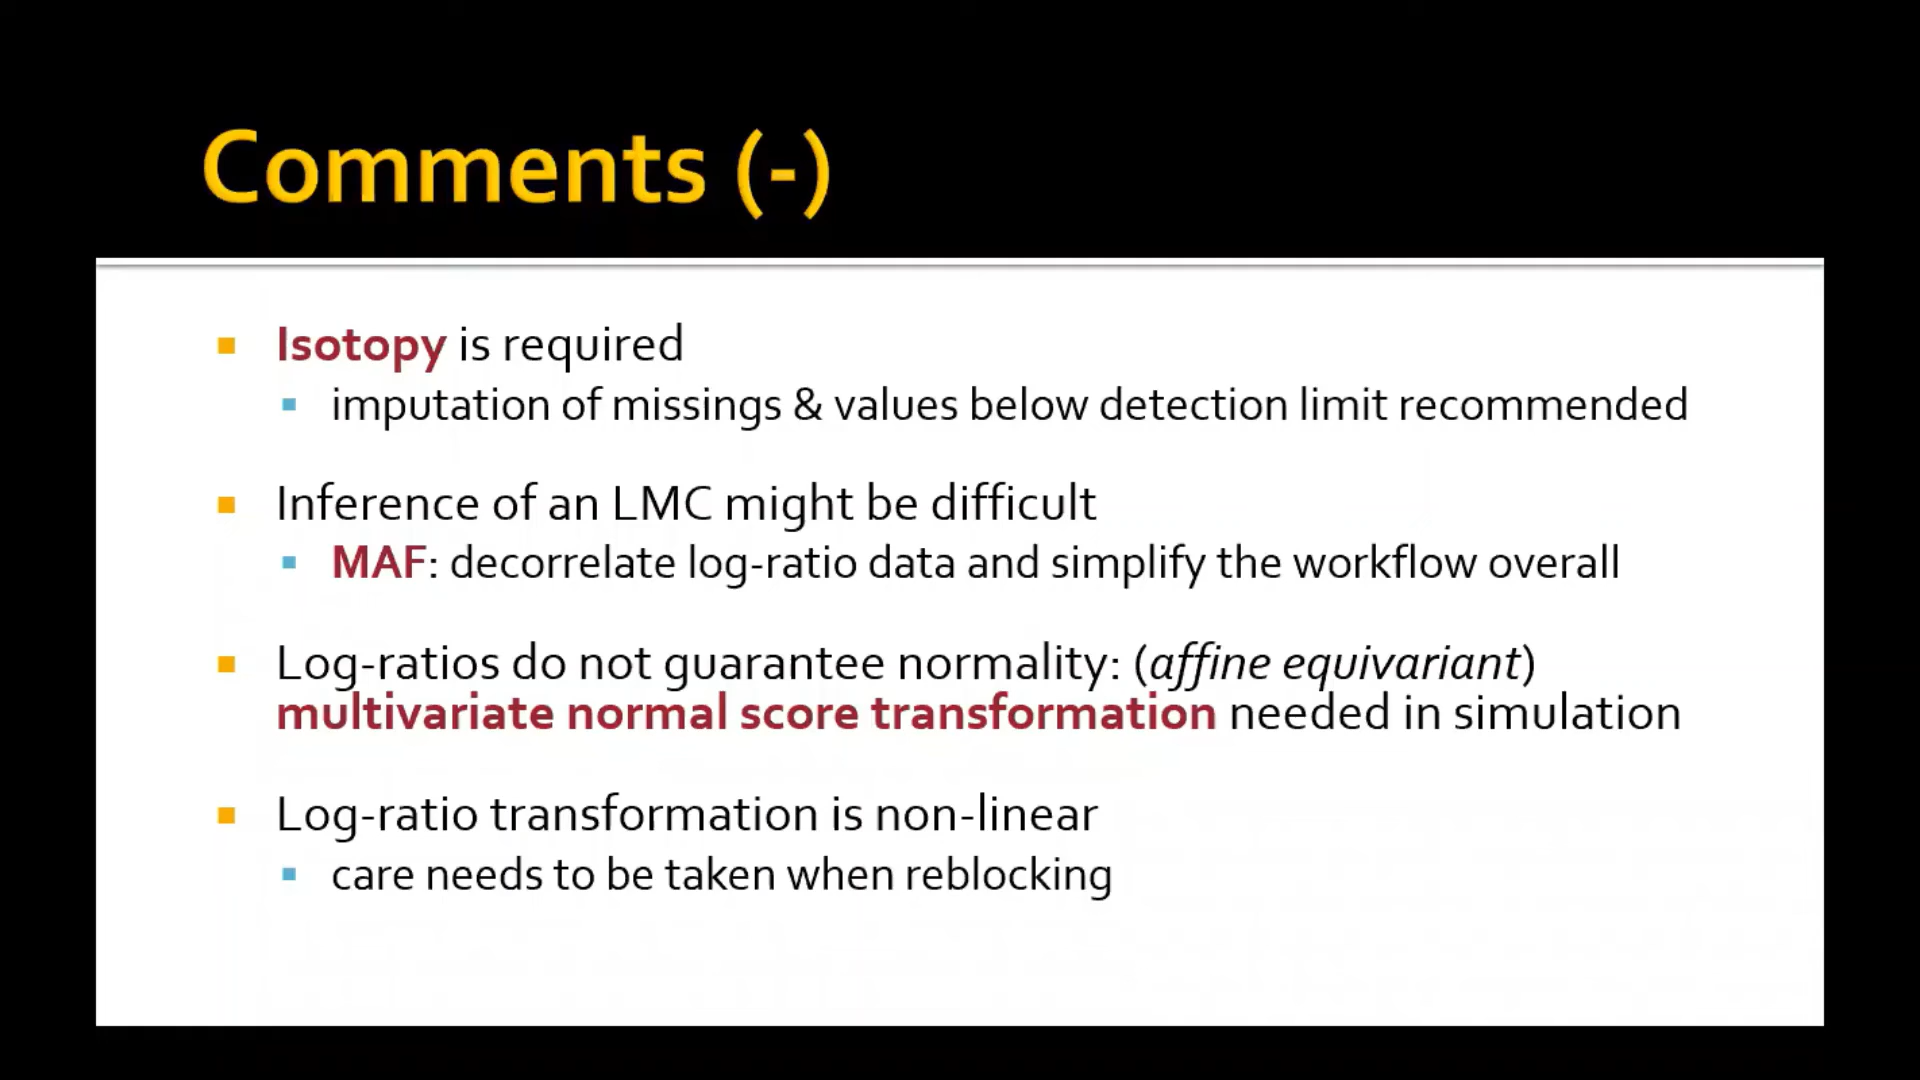 Comments (-)
Isotopy is required
imputation of missings & values below detection limit recommended
Inference of an LMC might be difficult
MAF: decorrelate log-ratio data and simplify the workflow overall
Log-ratios do not guarantee normality: (affine equivariant)
multivariate normal score transformation needed in simulation
Log-ratio transformation is non-linear
care needs to be taken when reblocking